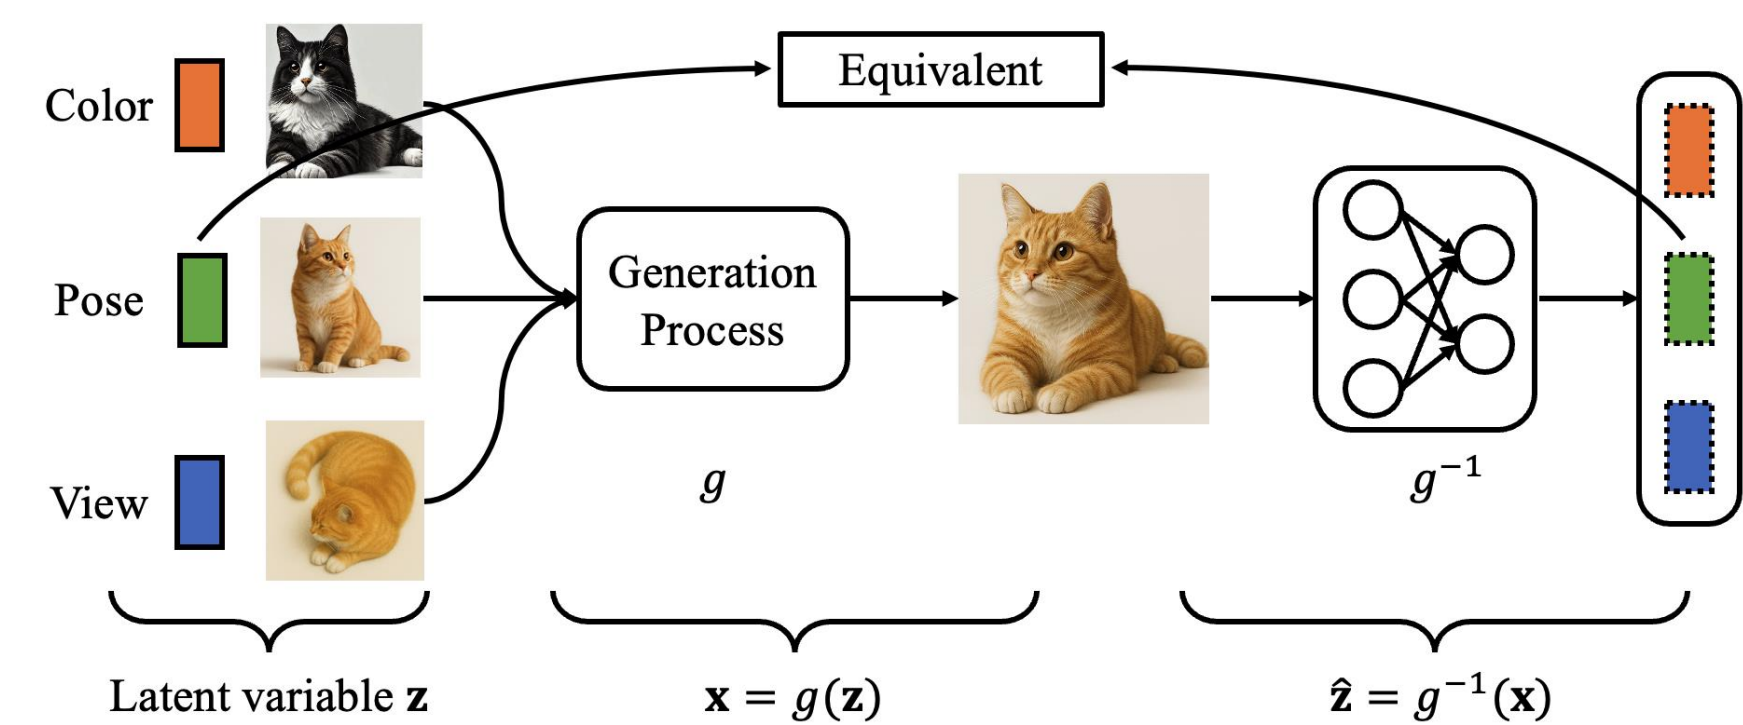 Equivalent
Color
Pose
View
Generation
Process
g
g⁻¹
Latent variable z
x = g(z)
ẑ = g⁻¹(x)